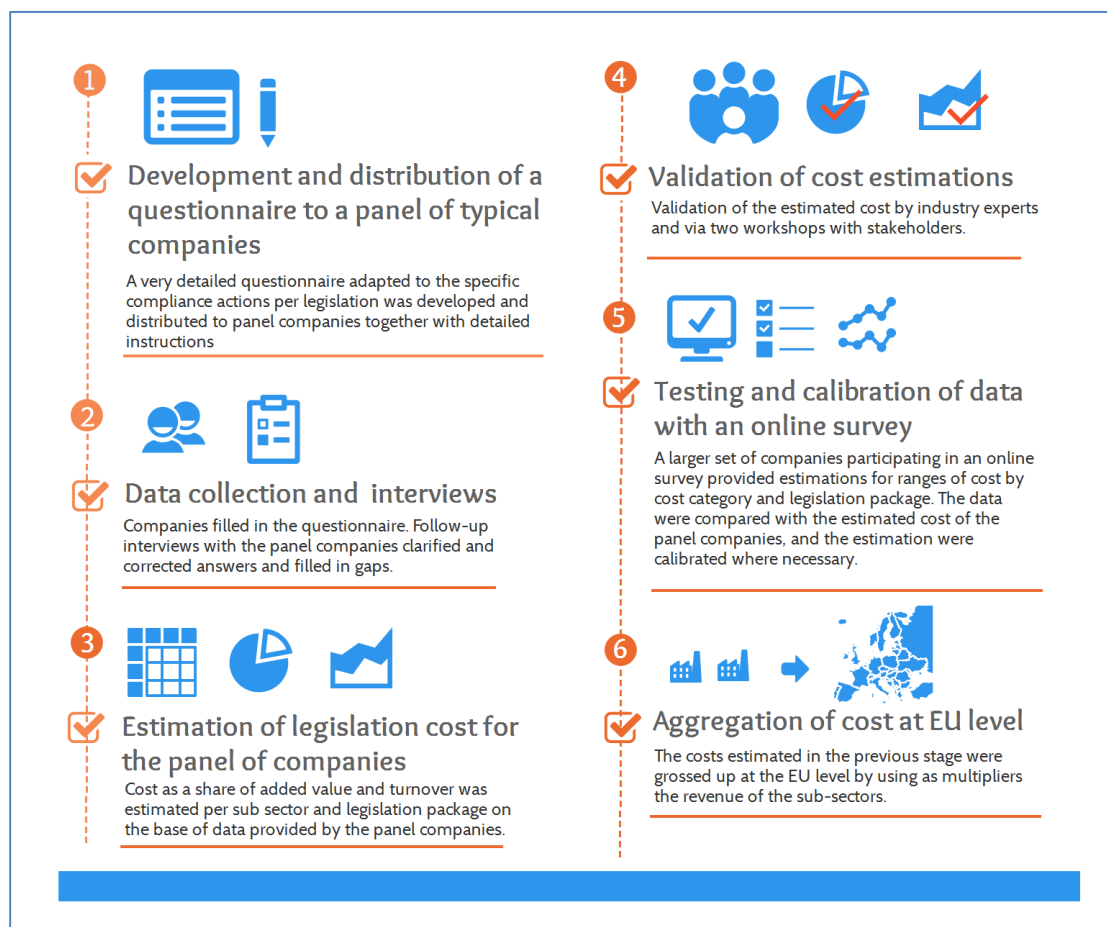 1
Development and distribution of a
questionnaire to a panel of typical
companies
A very detailed questionnaire adapted to the specific
compliance actions per legislation was developed and
distributed to panel companies together with detailed
instructions
2
Data collection and interviews
Companies filled in the questionnaire. Follow-up
interviews with the panel companies clarified and
corrected answers and filled in gaps.
3
Estimation of legislation cost for
the panel of companies
Cost as a share of added value and turnover was
estimated per sub sector and legislation package on
the base of data provided by the panel companies.
4
Validation of cost estimations
Validation of the estimated cost by industry experts
and via two workshops with stakeholders.
5
Testing and calibration of data
with an online survey
A larger set of companies participating in an online
survey provided estimations for ranges of cost by
cost category and legislation package. The data
were compared with the estimated cost of the
panel companies, and the estimation were
calibrated where necessary.
6
Aggregation of cost at EU level
The costs estimated in the previous stage were
grossed up at the EU level by using as multipliers
the revenue of the sub-sectors.